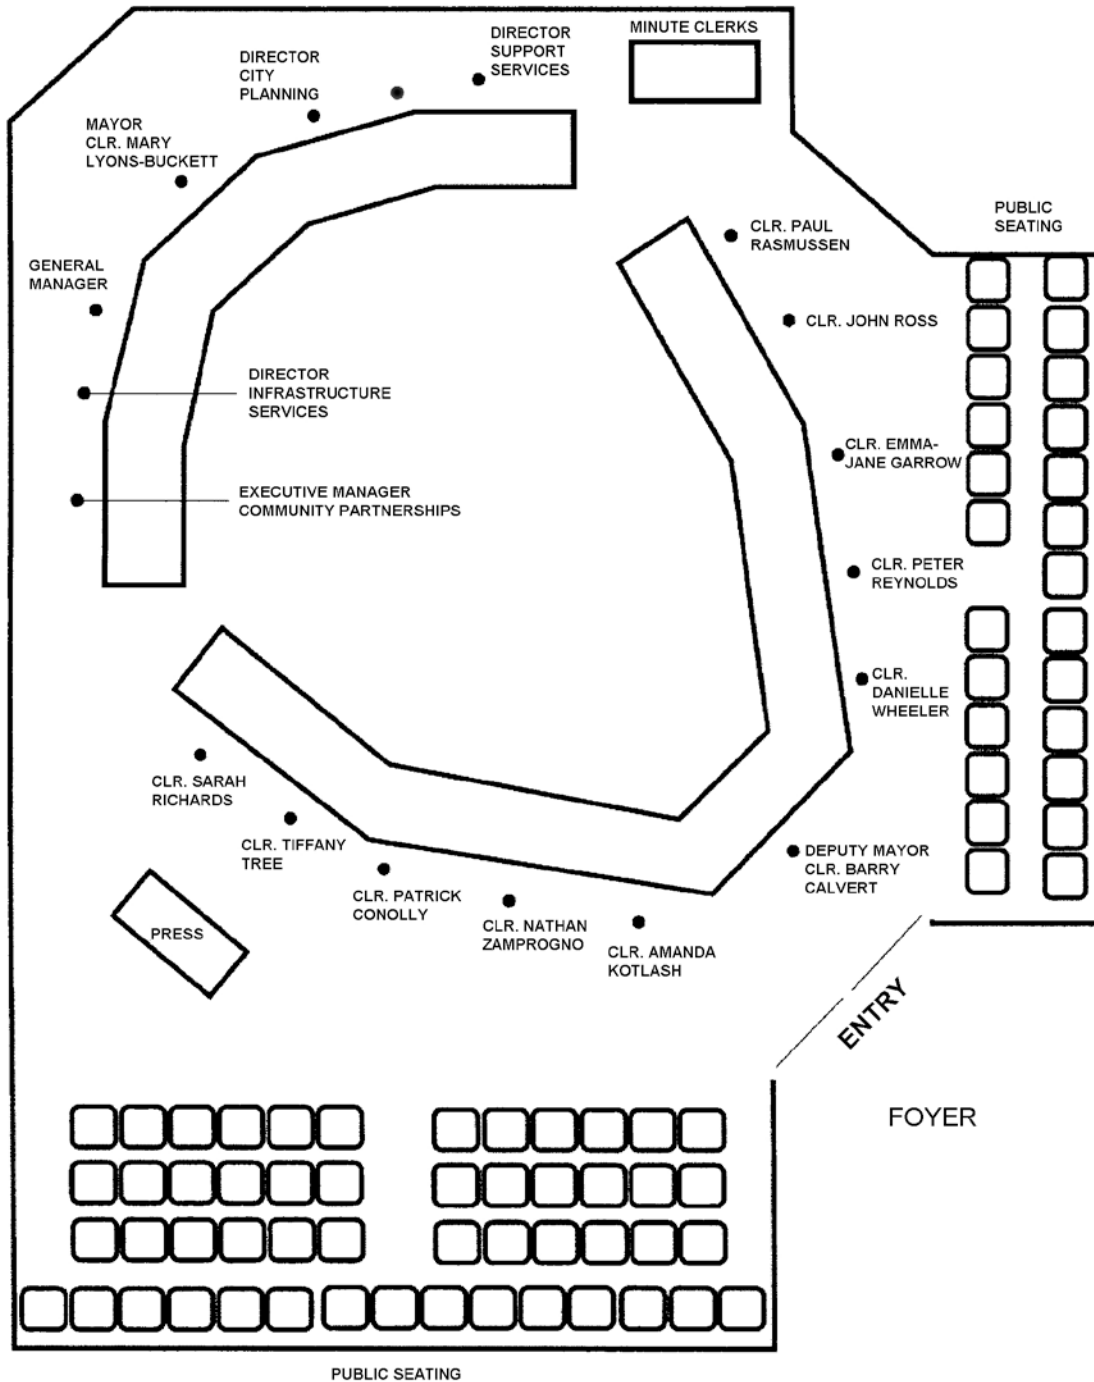 DIRECTOR
SUPPORT
SERVICES
MINUTE CLERKS
DIRECTOR
CITY
PLANNING
MAYOR
CLR. MARY
LYONS-BUCKETT
PUBLIC
SEATING
CLR. PAUL
RASMUSSEN
GENERAL
MANAGER
CLR. JOHN ROSS
DIRECTOR
INFRASTRUCTURE
SERVICES
CLR. EMMA-
JANE GARROW
EXECUTIVE MANAGER
COMMUNITY PARTNERSHIPS
CLR. PETER
REYNOLDS
CLR.
DANIELLE
WHEELER
CLR. SARAH
RICHARDS
CLR. TIFFANY
TREE
DEPUTY MAYOR
CLR. BARRY
CALVERT
CLR. PATRICK
CONOLLY
CLR. NATHAN
ZAMPROGNO
CLR. AMANDA
KOTLASH
PRESS
ENTRY
FOYER
PUBLIC SEATING